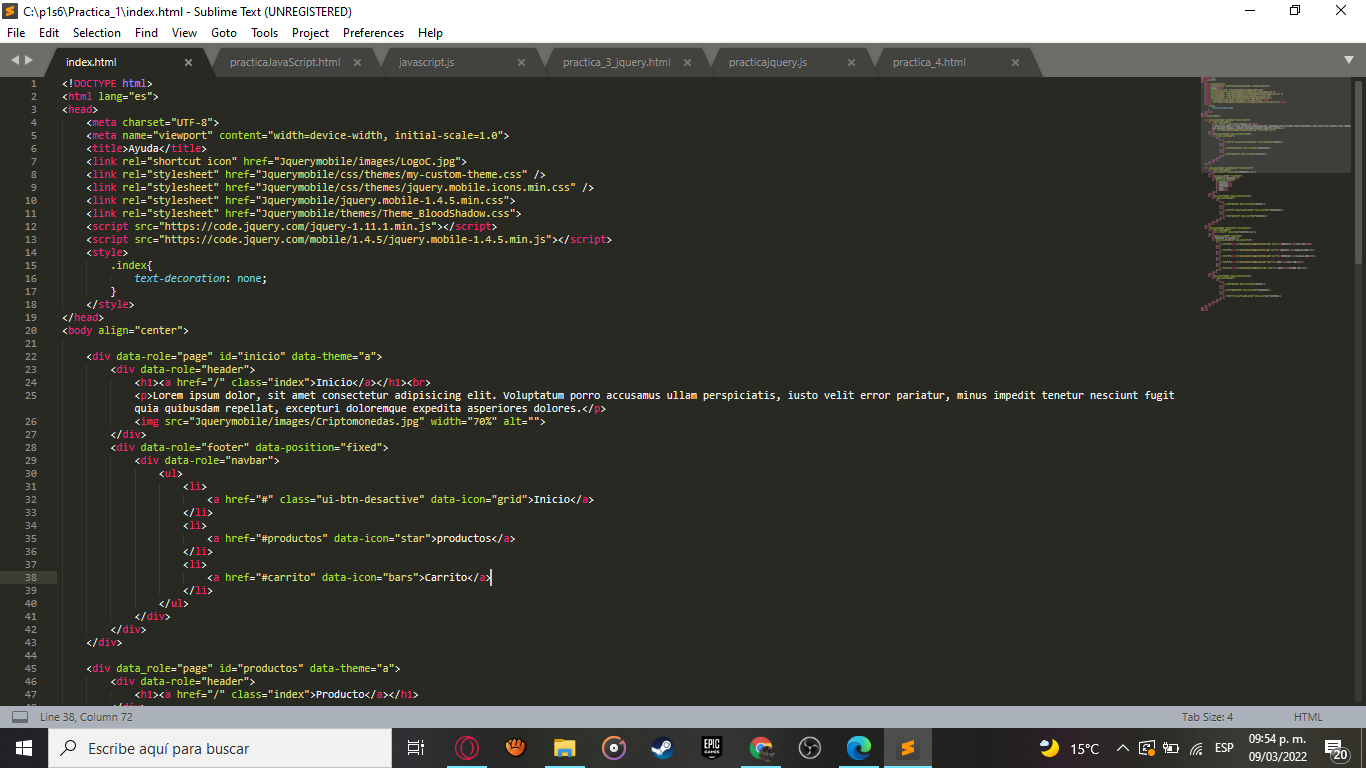 C:\p1s6\Practica_1\index.html - Sublime Text (UNREGISTERED)
File Edit Selection Find View Goto Tools Project Preferences Help
index.html practicaJavaScript.html javascript.js practica_3_jquery.html practicajquery.js practica_4.html
1 <!DOCTYPE html>
2 <html lang="es">
3 <head>
4 <meta charset="UTF-8">
5 <meta name="viewport" content="width=device-width, initial-scale=1.0">
6 <title>Ayuda</title>
7 <link rel="shortcut icon" href="Jquerymobile/images/LogoC.jpg">
8 <link rel="stylesheet" href="Jquerymobile/css/themes/my-custom-theme.css" />
9 <link rel="stylesheet" href="Jquerymobile/css/themes/jquery.mobile.icons.min.css" />
10 <link rel="stylesheet" href="Jquerymobile/jquery.mobile-1.4.5.min.css">
11 <link rel="stylesheet" href="Jquerymobile/themes/Theme_BloodShadow.css">
12 <script src="https://code.jquery.com/jquery-1.11.1.min.js"></script>
13 <script src="https://code.jquery.com/mobile/1.4.5/jquery.mobile-1.4.5.min.js"></script>
14 <style>
15 .index{
16 text-decoration: none;
17 }
18 </style>
19 </head>
20 <body align="center">
21
22 <div data-role="page" id="inicio" data-theme="a">
23 <div data-role="header">
24 <h1><a href="/" class="index">Inicio</a></h1><br>
25 <p>Lorem ipsum dolor, sit amet consectetur adipisicing elit. Voluptatum porro accusamus ullam perspiciatis, iusto velit error pariatur, minus impedit tenetur nesciunt fugit
quia quibusdam repellat, excepturi doloremque expedita asperiores dolores.</p>
26 <img src="Jquerymobile/images/Criptomonedas.jpg" width="70%" alt="">
27 </div>
28 <div data-role="footer" data-position="fixed">
29 <div data-role="navbar">
30 <ul>
31 <li>
32 <a href="#" class="ui-btn-desactive" data-icon="grid">Inicio</a>
33 </li>
34 <li>
35 <a href="#productos" data-icon="star">productos</a>
36 </li>
37 <li>
38 <a href="#carrito" data-icon="bars">Carrito</a>
39 </li>
40 </ul>
41 </div>
42 </div>
43 </div>
44
45 <div data_role="page" id="productos" data-theme="a">
46 <div data-role="header">
47 <h1><a href="/" class="index">Producto</a></h1>
Line 38, Column 72 Tab Size: 4 HTML
Escribe aquí para buscar EPIC GAMES 15°C ESP 09:54 p. m.
09/03/2022 20